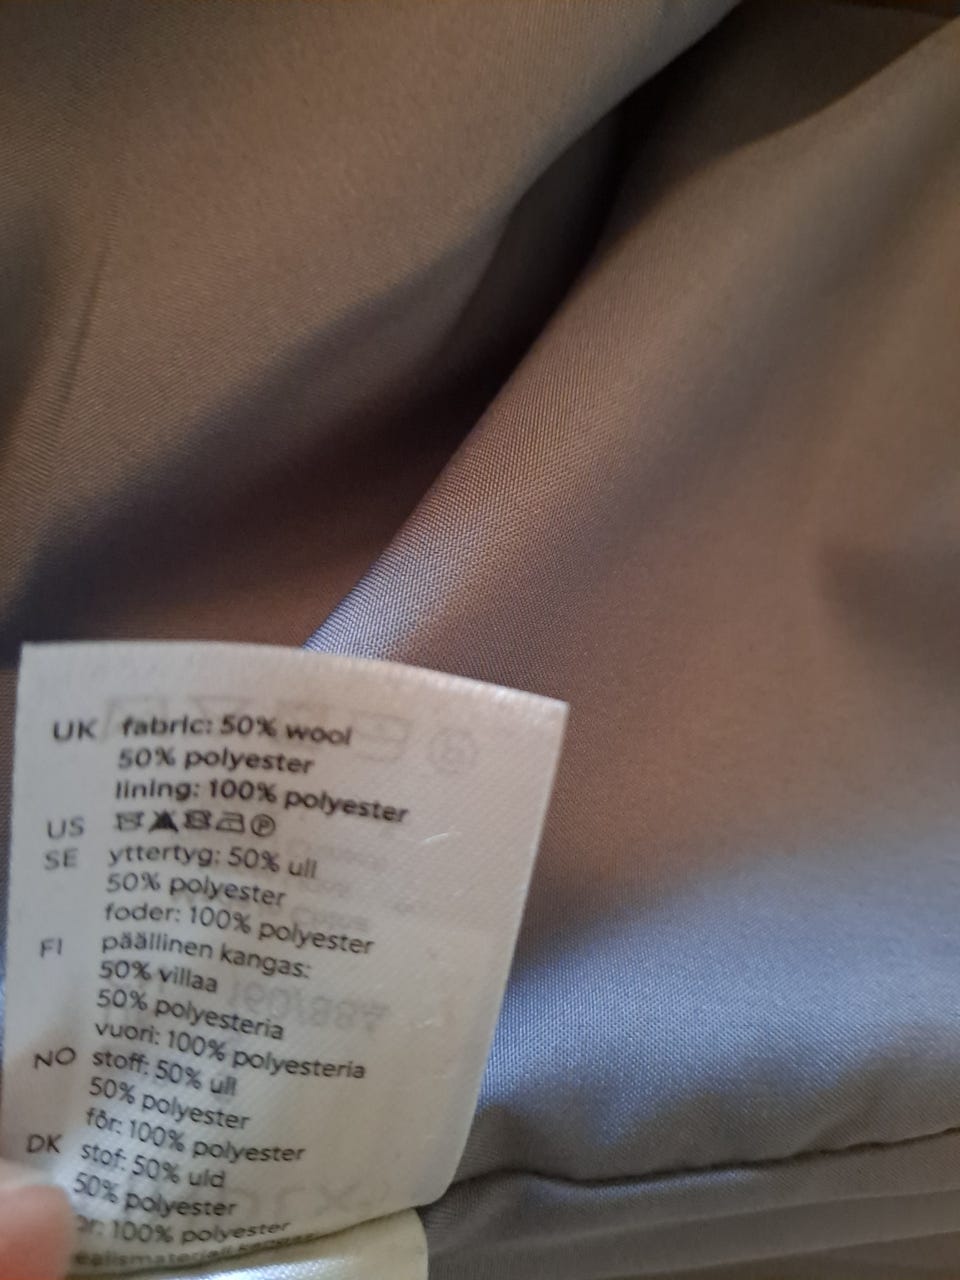 UK fabric: 50% wool
50% polyester
lining: 100% polyester
US
SE yttertyg: 50% ull
50% polyester
foder: 100% polyester
FI päällinen kangas:
50% villaa
50% polyesteria
vuori: 100% polyesteria
NO stoff: 50% ull
50% polyester
fôr: 100% polyester
DK stof: 50% uld
50% polyester
100% polyester